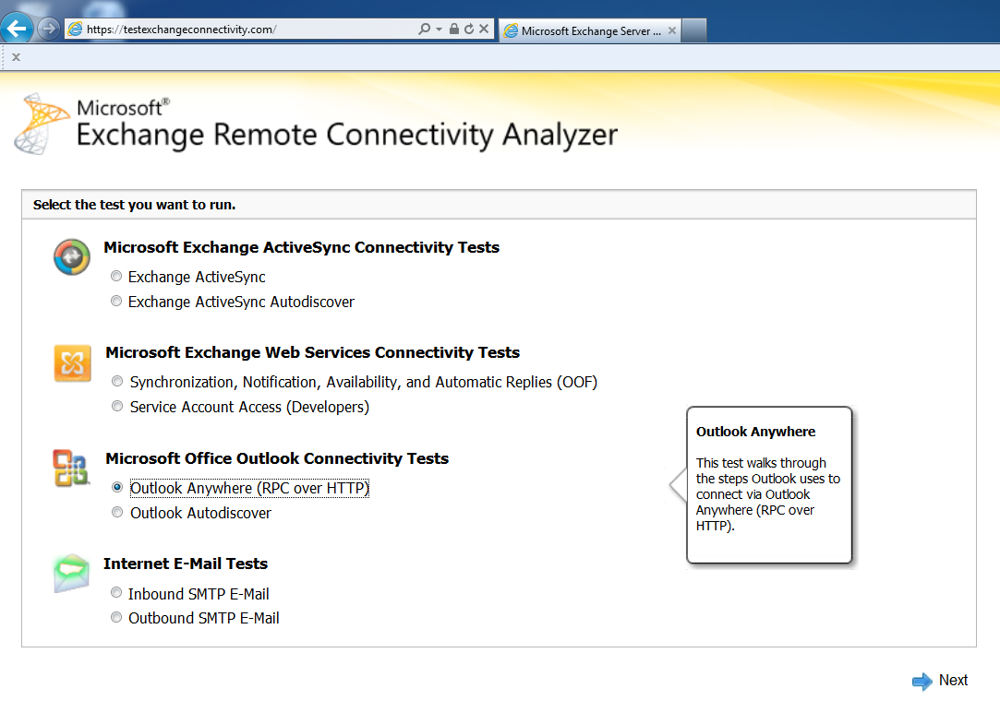 https://testexchangeconnectivity.com/
Microsoft Exchange Server ...
Microsoft®
Exchange Remote Connectivity Analyzer
Select the test you want to run.
Microsoft Exchange ActiveSync Connectivity Tests
Exchange ActiveSync
Exchange ActiveSync Autodiscover
Microsoft Exchange Web Services Connectivity Tests
Synchronization, Notification, Availability, and Automatic Replies (OOF)
Service Account Access (Developers)
Microsoft Office Outlook Connectivity Tests
Outlook Anywhere (RPC over HTTP)
Outlook Autodiscover
Internet E-Mail Tests
Inbound SMTP E-Mail
Outbound SMTP E-Mail
Outlook Anywhere
This test walks through
the steps Outlook uses to
connect via Outlook
Anywhere (RPC over
HTTP).
Next